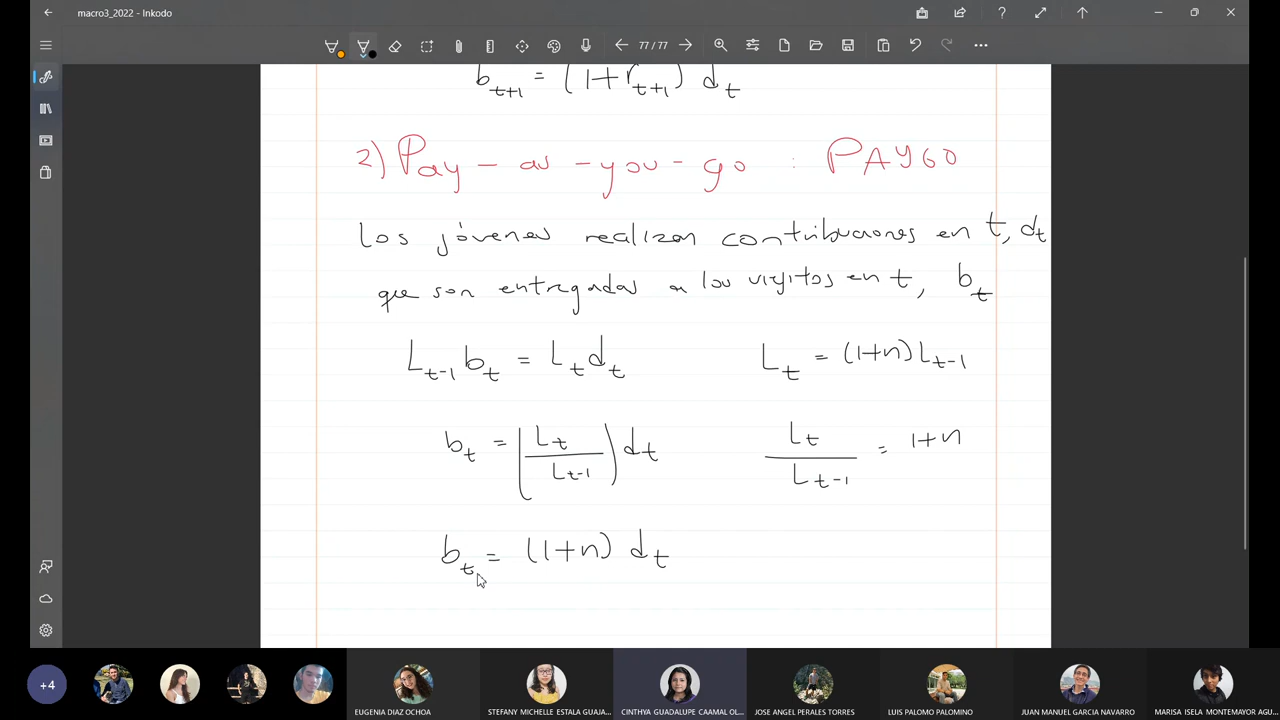 macro3_2022 - Inkodo
77 / 77
b_{t+1} = (1+r_{t+1}) d_t
2) Pay - as - you - go : PAYGO
Los jóvenes realizan contribuciones en t, d_t
que son entregadas a los viejitos en t, b_t
L_{t-1} b_t = L_t d_t L_t = (1+n) L_{t-1}
b_t = (L_t / L_{t-1}) d_t L_t / L_{t-1} = 1+n
b_t = (1+n) d_t
+4
EUGENIA DIAZ OCHOA
STEFANY MICHELLE ESTALA GUAJA...
CINTHYA GUADALUPE CAAMAL OL...
JOSE ANGEL PERALES TORRES
LUIS PALOMO PALOMINO
JUAN MANUEL GARCIA NAVARRO
MARISA ISELA MONTEMAYOR AGU...